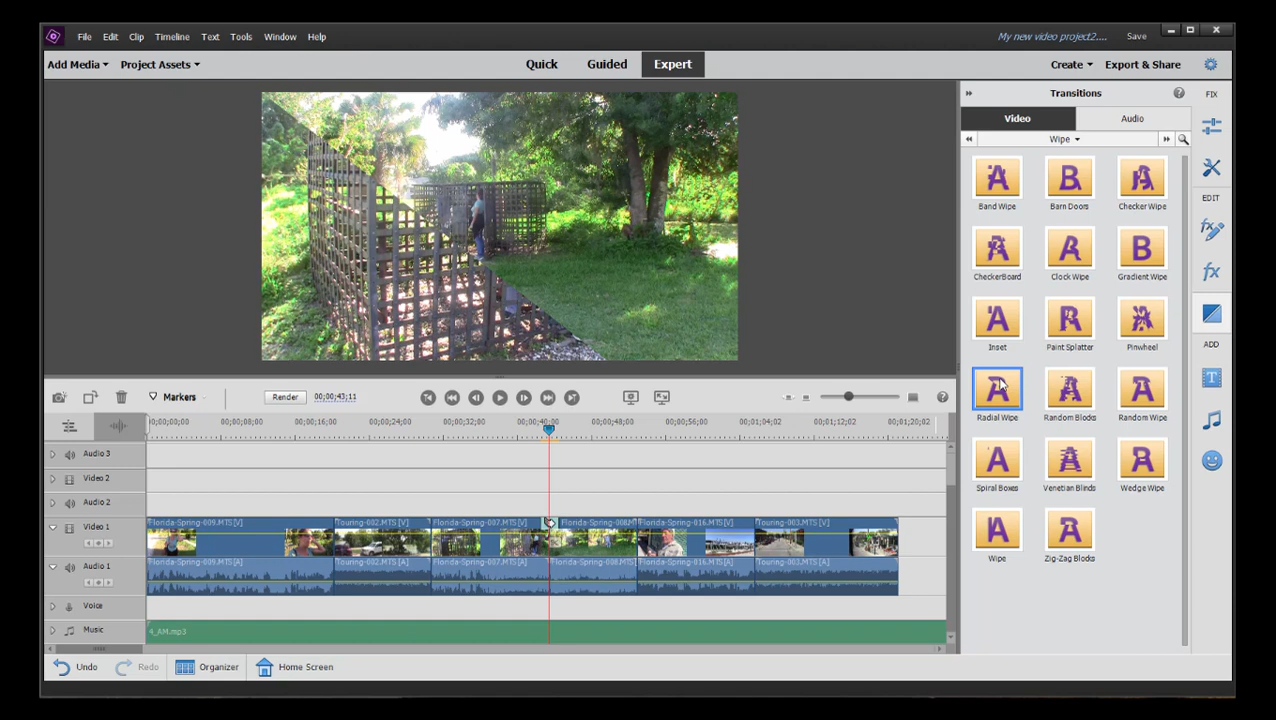 File Edit Clip Timeline Text Tools Window Help My new video project2.... Save
Add Media Project Assets Quick Guided Expert Create Export & Share
Transitions FIX
Video Audio
Wipe
Band Wipe Barn Doors Checker Wipe
EDIT
CheckerBoard Clock Wipe Gradient Wipe
Inset Paint Splatter Pinwheel
ADD
Radial Wipe Random Blocks Random Wipe
Spiral Boxes Venetian Blinds Wedge Wipe
Wipe Zig-Zag Blocks
Markers Render 00;00;43;11
;00;00;00 00;00;08;00 00;00;16;00 00;00;24;00 00;00;32;00 00;00;40;00 00;00;48;00 00;00;56;00 00;01;04;02 00;01;12;02 00;01;20;02
Audio 3
Video 2
Audio 2
Video 1 Florida-Spring-009.MTS [V] Touring-002.MTS [V] Florida-Spring-007.MTS [V] Florida-Spring-008.M Florida-Spring-016.MTS [V] Touring-003.MTS [V]
Audio 1 Florida-Spring-009.MTS [A] Touring-002.MTS [A] Florida-Spring-007.MTS [A] Florida-Spring-008.MTS Florida-Spring-016.MTS [A] Touring-003.MTS [A]
Voice
Music 4_AM.mp3
Undo Redo Organizer Home Screen